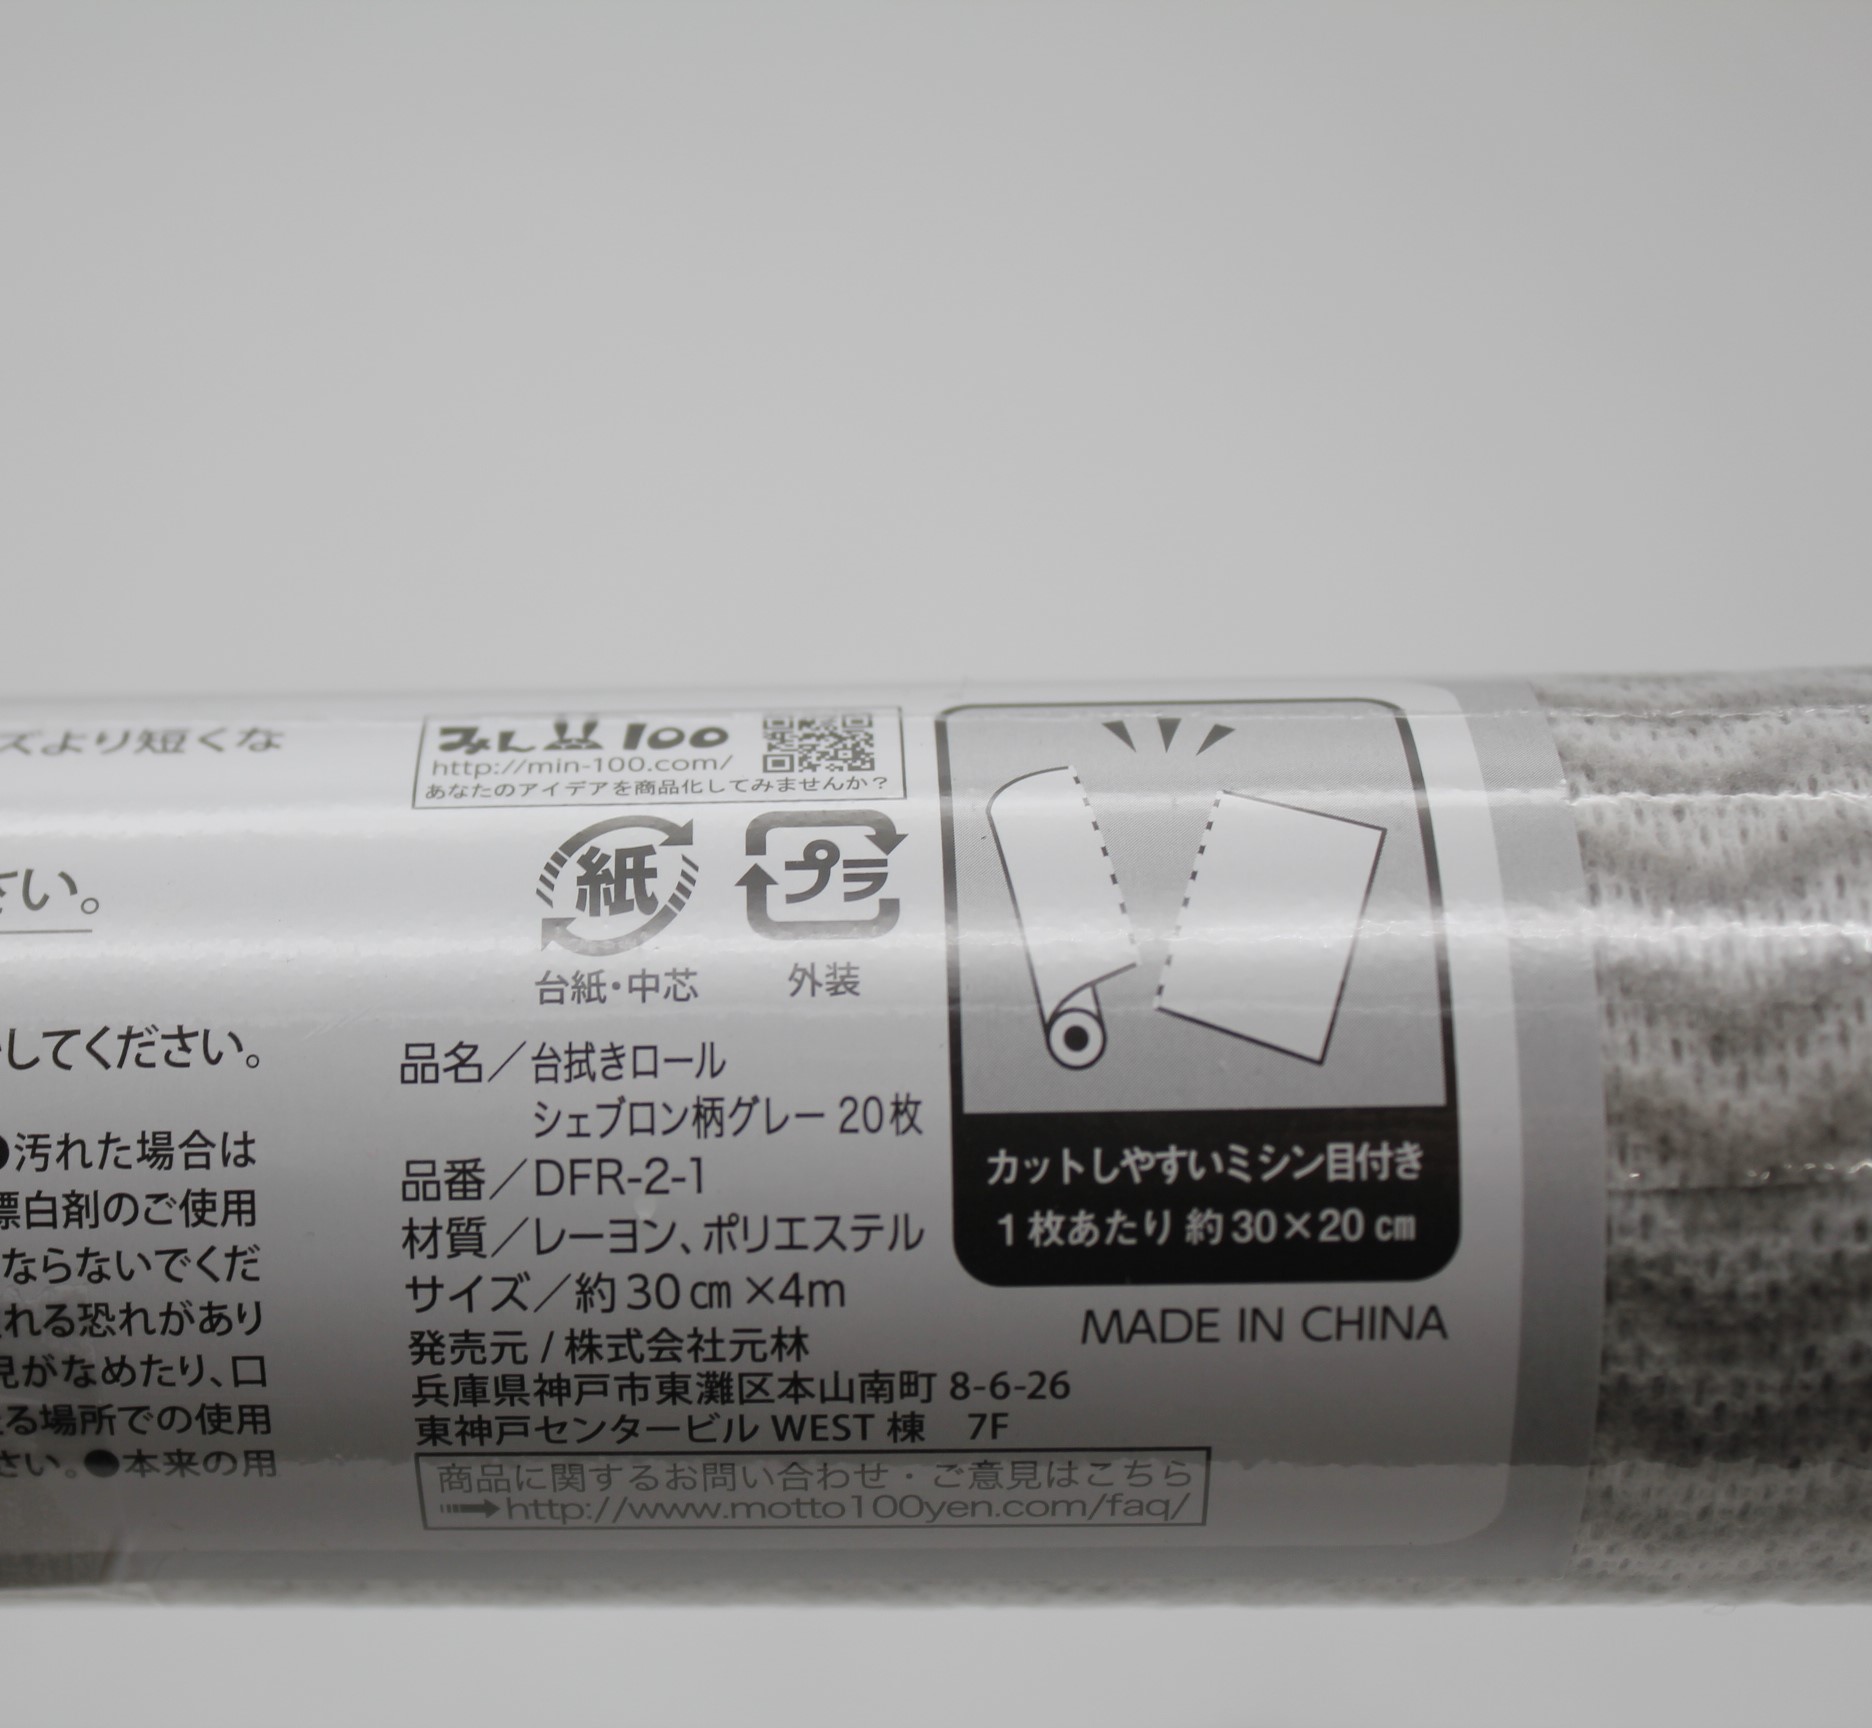 ズより短くな
さい。
してください。
●汚れた場合は
漂白剤のご使用
ならないでくだ
れる恐れがあり
児がなめたり、口
る場所での使用
さい。●本来の用
みん100
http://min-100.com/
あなたのアイデアを商品化してみませんか?
紙
プラ
台紙・中芯
外装
品名／台拭きロール
シェブロン柄グレー 20枚
品番／DFR-2-1
材質／レーヨン、ポリエステル
サイズ／約30㎝×4m
発売元 / 株式会社元林
兵庫県神戸市東灘区本山南町 8-6-26
東神戸センタービル WEST 棟　7F
商品に関するお問い合わせ・ご意見はこちら
http://www.motto100yen.com/faq/
カットしやすいミシン目付き
1枚あたり 約30×20㎝
MADE IN CHINA